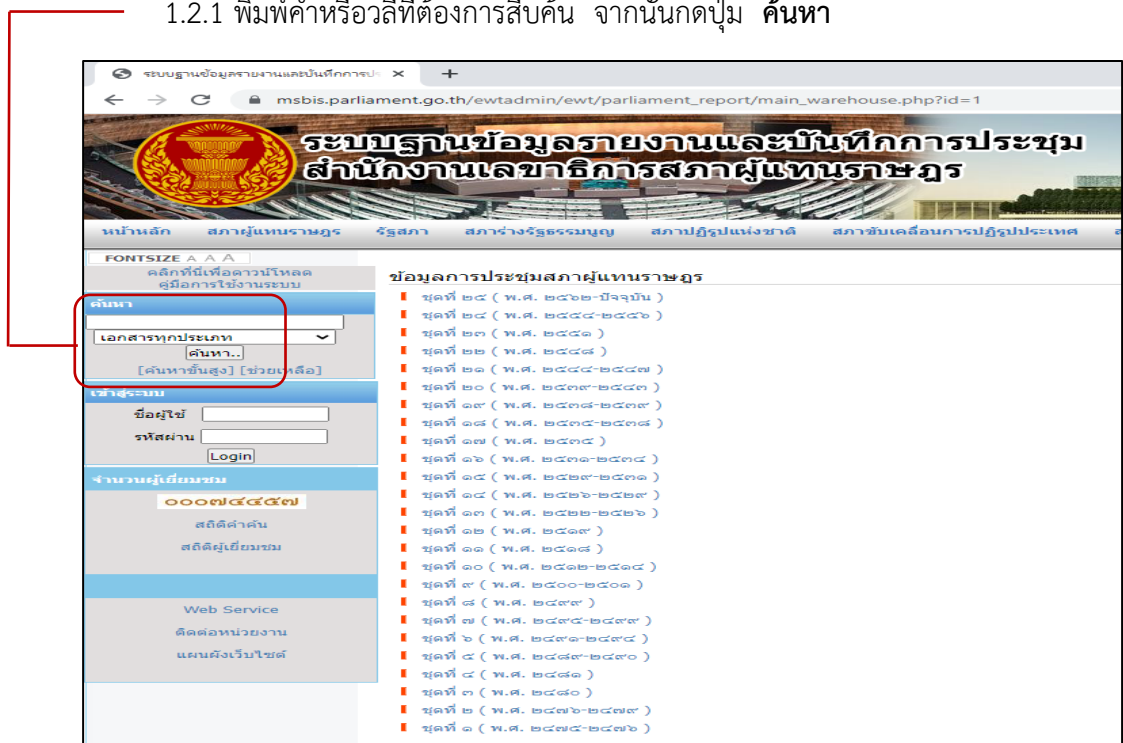 1.2.1 พิมพ์คำหรือวลีที่ต้องการสืบค้น จากนั้นกดปุ่ม ค้นหา
ระบบฐานข้อมูลรายงานและบันทึกการป
msbis.parliament.go.th/ewtadmin/ewt/parliament_report/main_warehouse.php?id=1
ระบบฐานข้อมูลรายงานและบันทึกการประชุม
สำนักงานเลขาธิการสภาผู้แทนราษฎร
หน้าหลัก สภาผู้แทนราษฎร รัฐสภา สภาร่างรัฐธรรมนูญ สภาปฏิรูปแห่งชาติ สภาขับเคลื่อนการปฏิรูปประเทศ ส
FONTSIZE A A A
คลิกที่นี่เพื่อดาวน์โหลด
คู่มือการใช้งานระบบ
ค้นหา
เอกสารทุกประเภท
ค้นหา..
[ค้นหาขั้นสูง] [ช่วยเหลือ]
เข้าสู่ระบบ
ชื่อผู้ใช้
รหัสผ่าน
Login
จำนวนผู้เยี่ยมชม
๐๐๐๗๔๔๕๗
สถิติคำค้น
สถิติผู้เยี่ยมชม
Web Service
ติดต่อหน่วยงาน
แผนผังเว็บไซต์
ข้อมูลการประชุมสภาผู้แทนราษฎร
ชุดที่ ๒๕ ( พ.ศ. ๒๕๖๒-ปัจจุบัน )
ชุดที่ ๒๔ ( พ.ศ. ๒๕๕๔-๒๕๕๖ )
ชุดที่ ๒๓ ( พ.ศ. ๒๕๕๑ )
ชุดที่ ๒๒ ( พ.ศ. ๒๕๔๘ )
ชุดที่ ๒๑ ( พ.ศ. ๒๕๔๔-๒๕๔๗ )
ชุดที่ ๒๐ ( พ.ศ. ๒๕๓๙-๒๕๔๓ )
ชุดที่ ๑๙ ( พ.ศ. ๒๕๓๘-๒๕๓๙ )
ชุดที่ ๑๘ ( พ.ศ. ๒๕๓๕-๒๕๓๘ )
ชุดที่ ๑๗ ( พ.ศ. ๒๕๓๕ )
ชุดที่ ๑๖ ( พ.ศ. ๒๕๓๑-๒๕๓๔ )
ชุดที่ ๑๕ ( พ.ศ. ๒๕๒๙-๒๕๓๑ )
ชุดที่ ๑๔ ( พ.ศ. ๒๕๒๖-๒๕๒๙ )
ชุดที่ ๑๓ ( พ.ศ. ๒๕๒๒-๒๕๒๖ )
ชุดที่ ๑๒ ( พ.ศ. ๒๕๑๙ )
ชุดที่ ๑๑ ( พ.ศ. ๒๕๑๘ )
ชุดที่ ๑๐ ( พ.ศ. ๒๕๑๒-๒๕๑๔ )
ชุดที่ ๙ ( พ.ศ. ๒๕๐๐-๒๕๐๑ )
ชุดที่ ๘ ( พ.ศ. ๒๔๙๙ )
ชุดที่ ๗ ( พ.ศ. ๒๔๙๕-๒๔๙๙ )
ชุดที่ ๖ ( พ.ศ. ๒๔๙๑-๒๔๙๔ )
ชุดที่ ๕ ( พ.ศ. ๒๔๘๙-๒๔๙๐ )
ชุดที่ ๔ ( พ.ศ. ๒๔๘๑ )
ชุดที่ ๓ ( พ.ศ. ๒๔๘๐ )
ชุดที่ ๒ ( พ.ศ. ๒๔๗๖-๒๔๗๙ )
ชุดที่ ๑ ( พ.ศ. ๒๔๗๕-๒๔๗๖ )